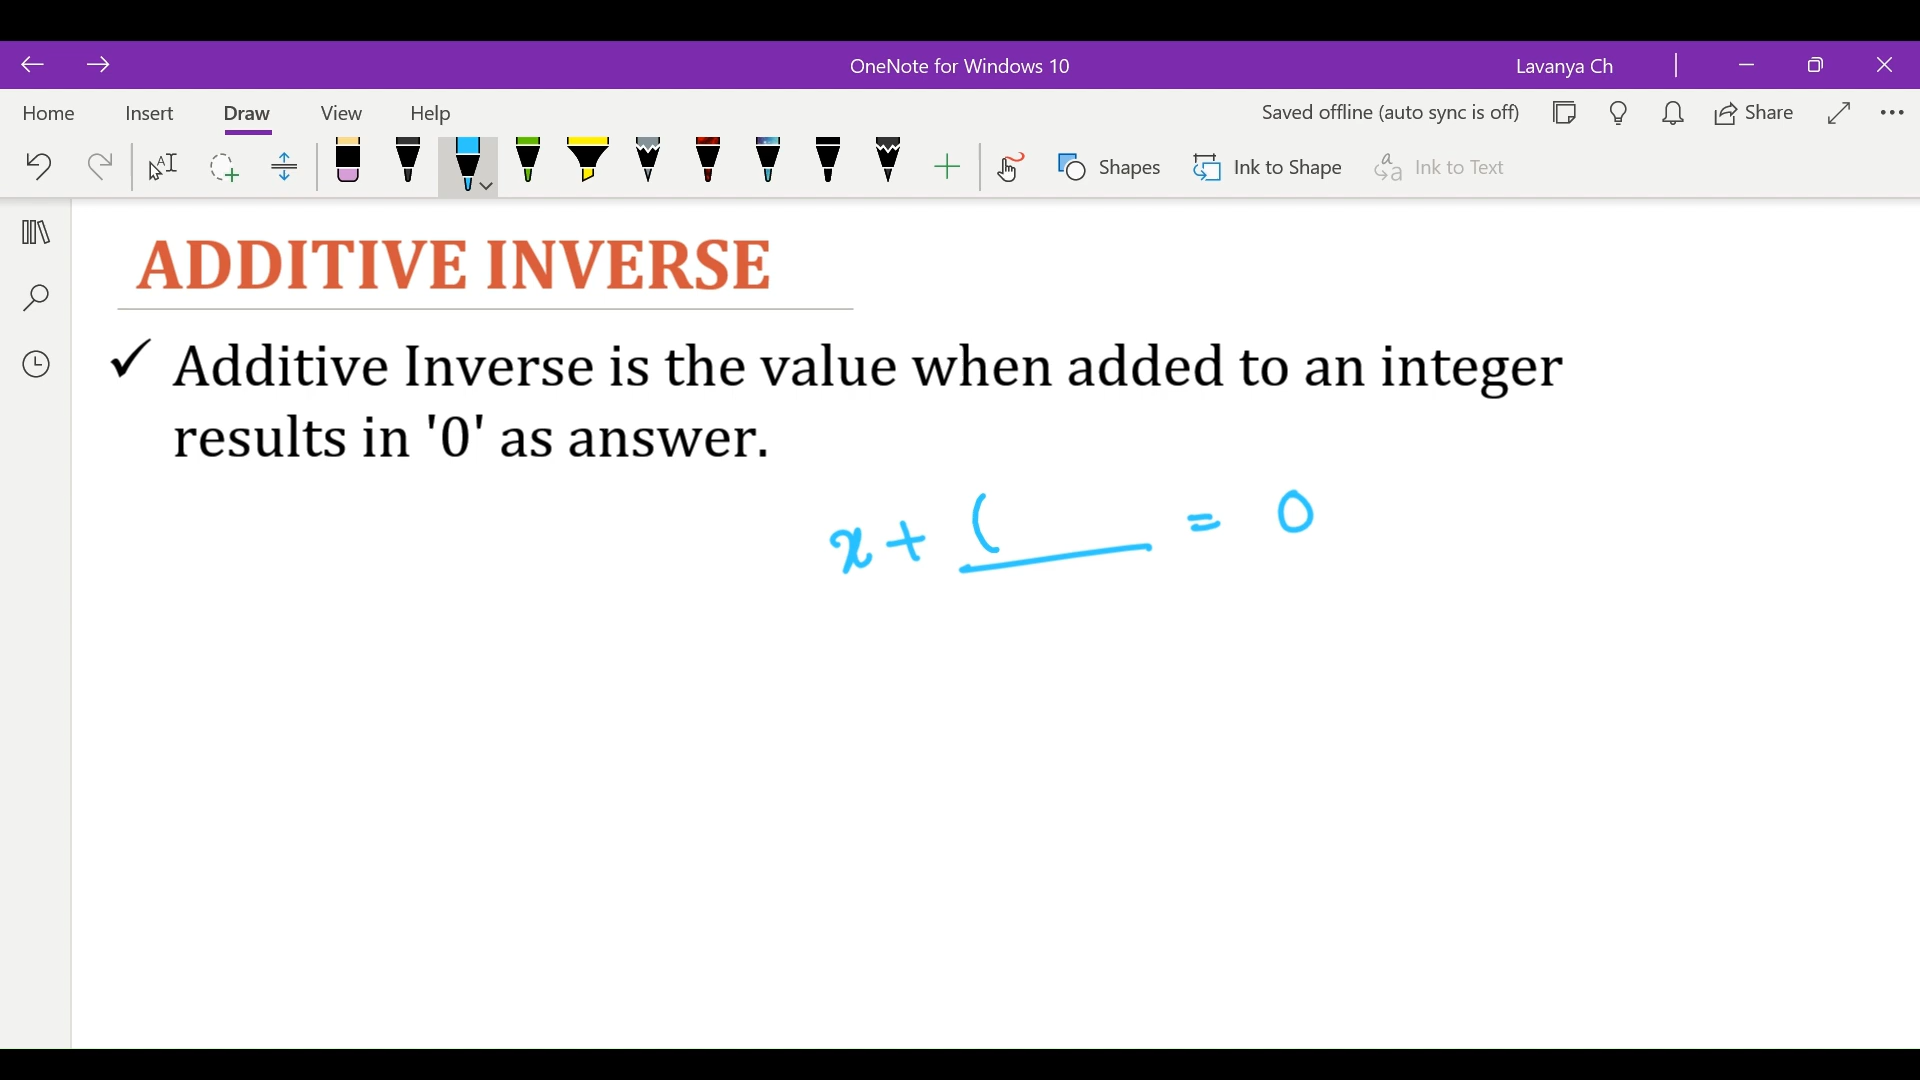 OneNote for Windows 10
Lavanya Ch
Home Insert Draw View Help
Saved offline (auto sync is off) Share
Shapes Ink to Shape Ink to Text
ADDITIVE INVERSE
✓ Additive Inverse is the value when added to an integer
results in '0' as answer.
x + ( ___ = 0